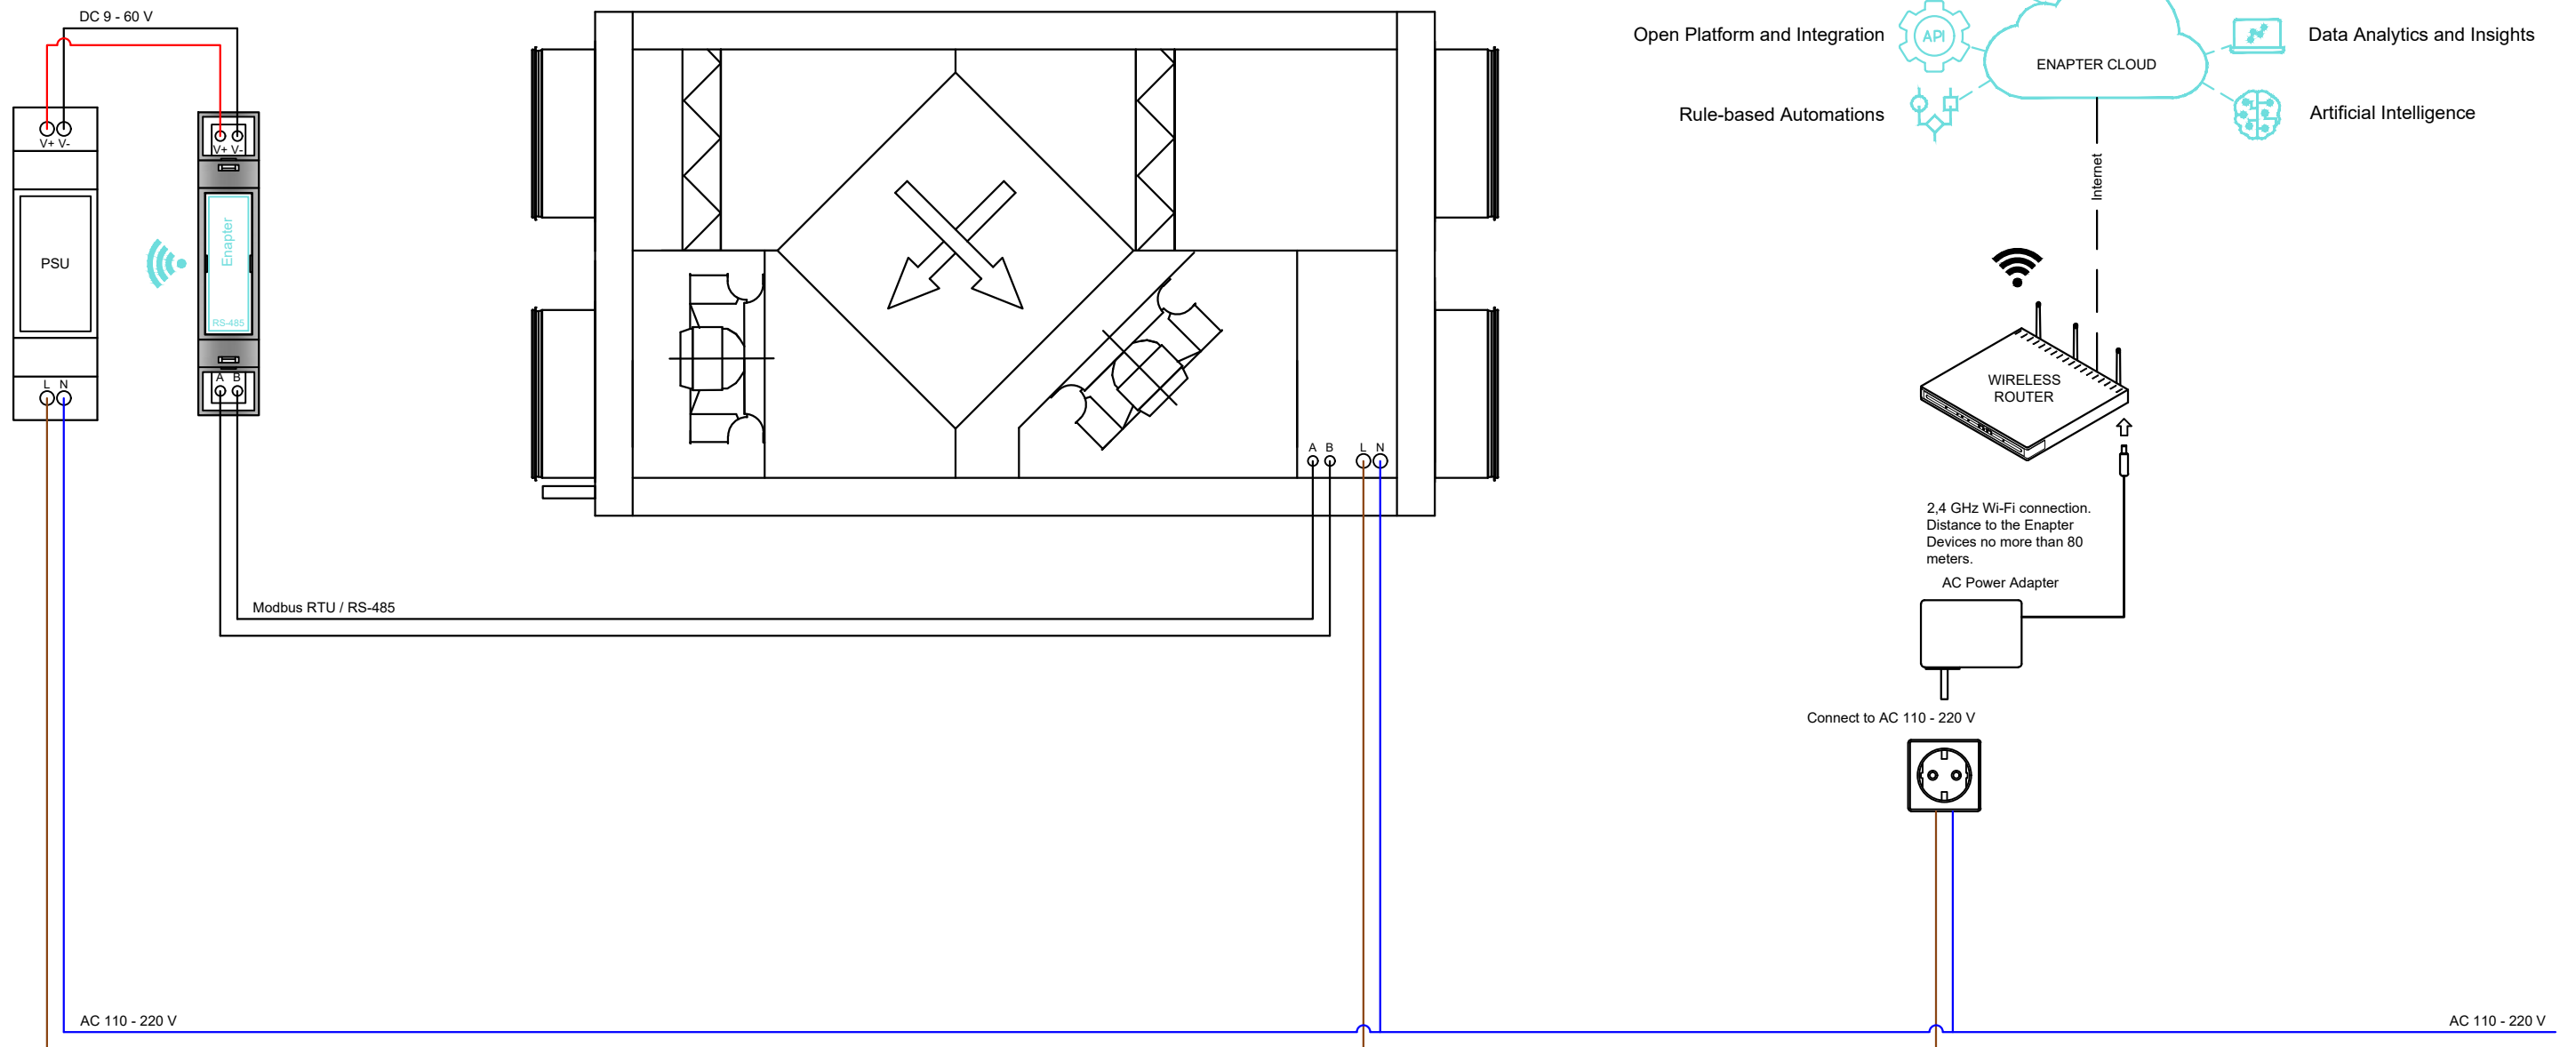 DC 9 - 60 V
Open Platform and Integration
API
ENAPTER CLOUD
Data Analytics and Insights
Rule-based Automations
Artificial Intelligence
V+ V-
V+ V-
Internet
PSU
Enapter
RS-485
L N
A B
WIRELESS
ROUTER
A B L N
2,4 GHz Wi-Fi connection.
Distance to the Enapter
Devices no more than 80
meters.
AC Power Adapter
Modbus RTU / RS-485
Connect to AC 110 - 220 V
AC 110 - 220 V
AC 110 - 220 V